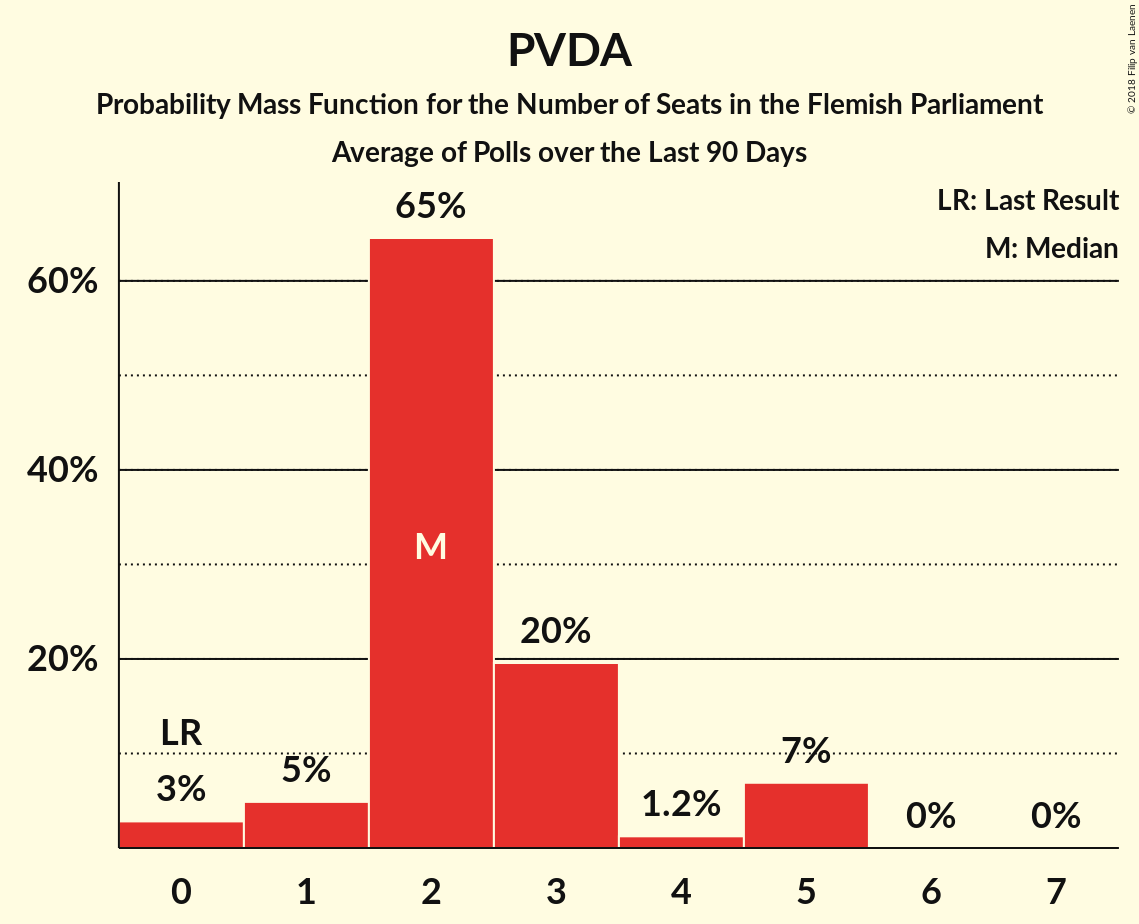 PVDA
Probability Mass Function for the Number of Seats in the Flemish Parliament
Average of Polls over the Last 90 Days
© 2018 Filip van Laenen
LR: Last Result
M: Median
65%
60%
40%
M
20%
20%
LR
3%
5%
1.2%
7%
0%
0%
0 1 2 3 4 5 6 7